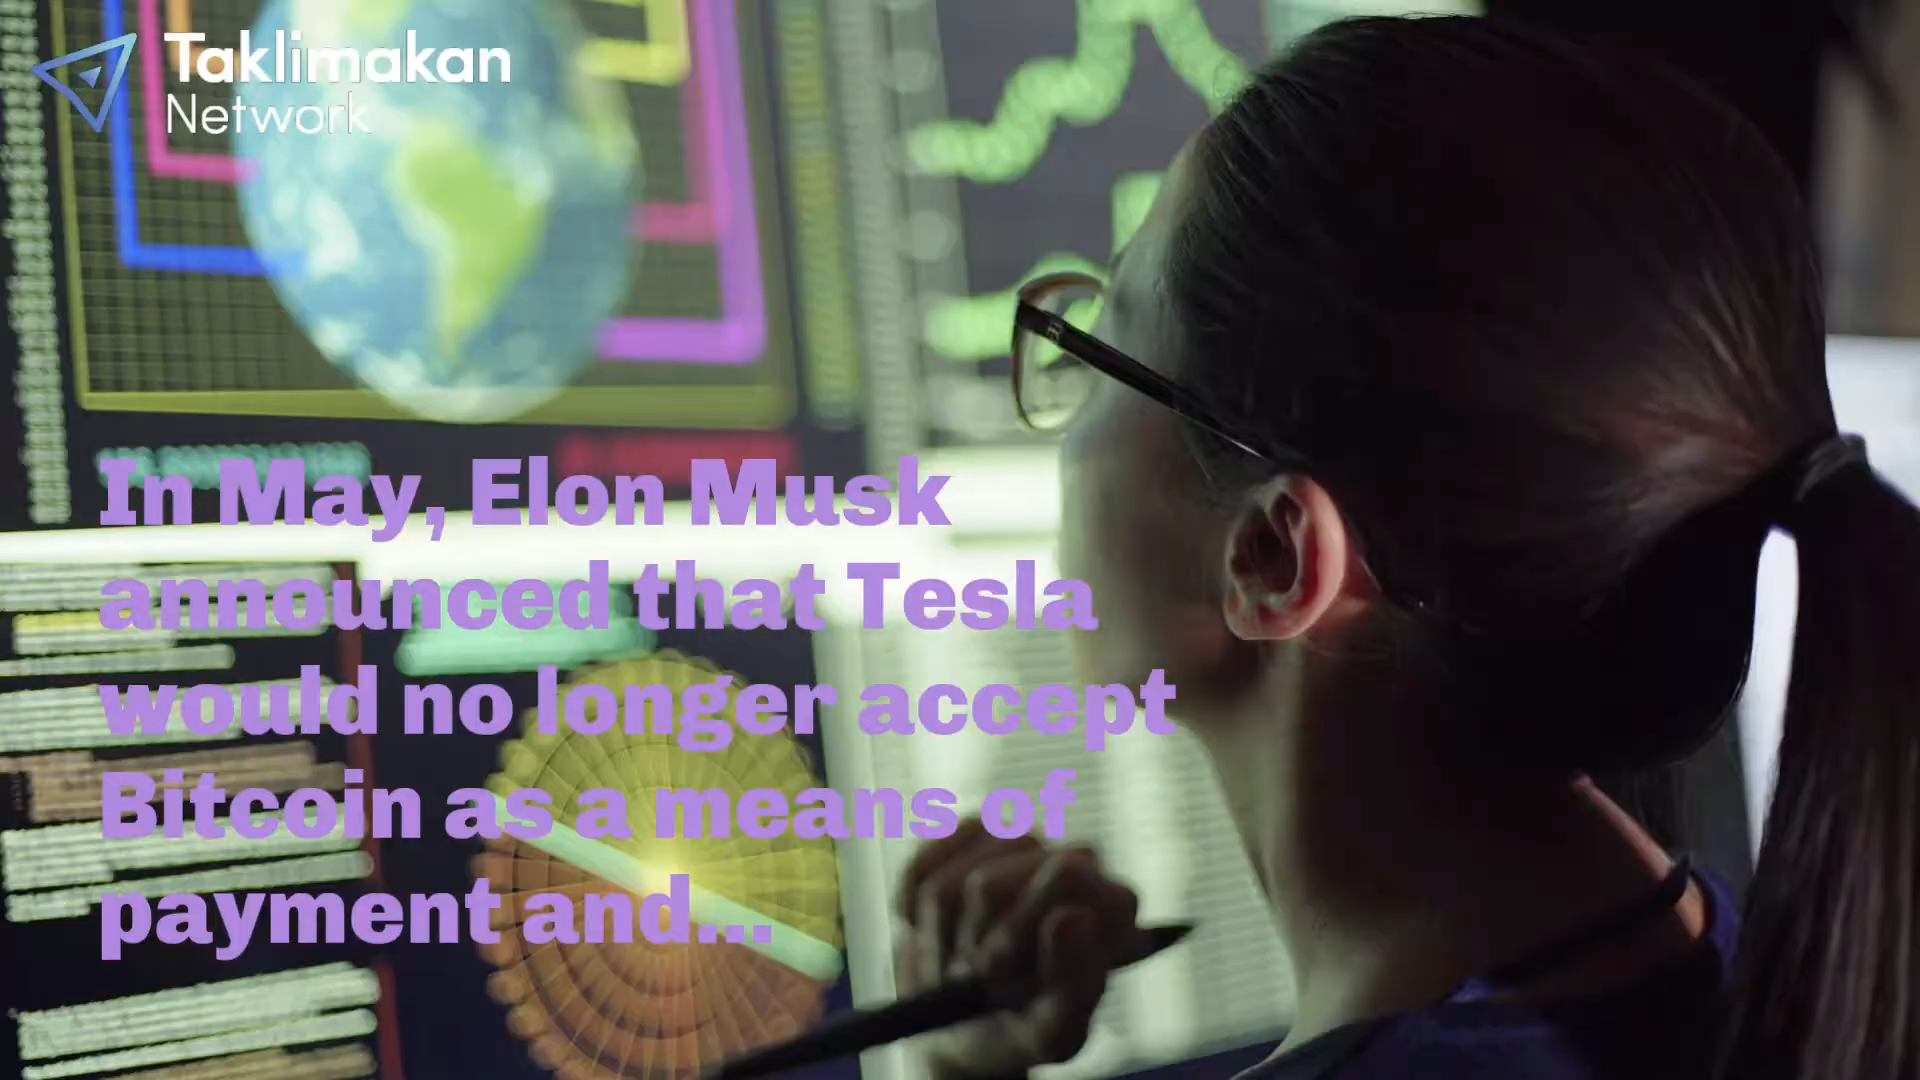 Taklimakan
Network
In May, Elon Musk
announced that Tesla
would no longer accept
Bitcoin as a means of
payment and...